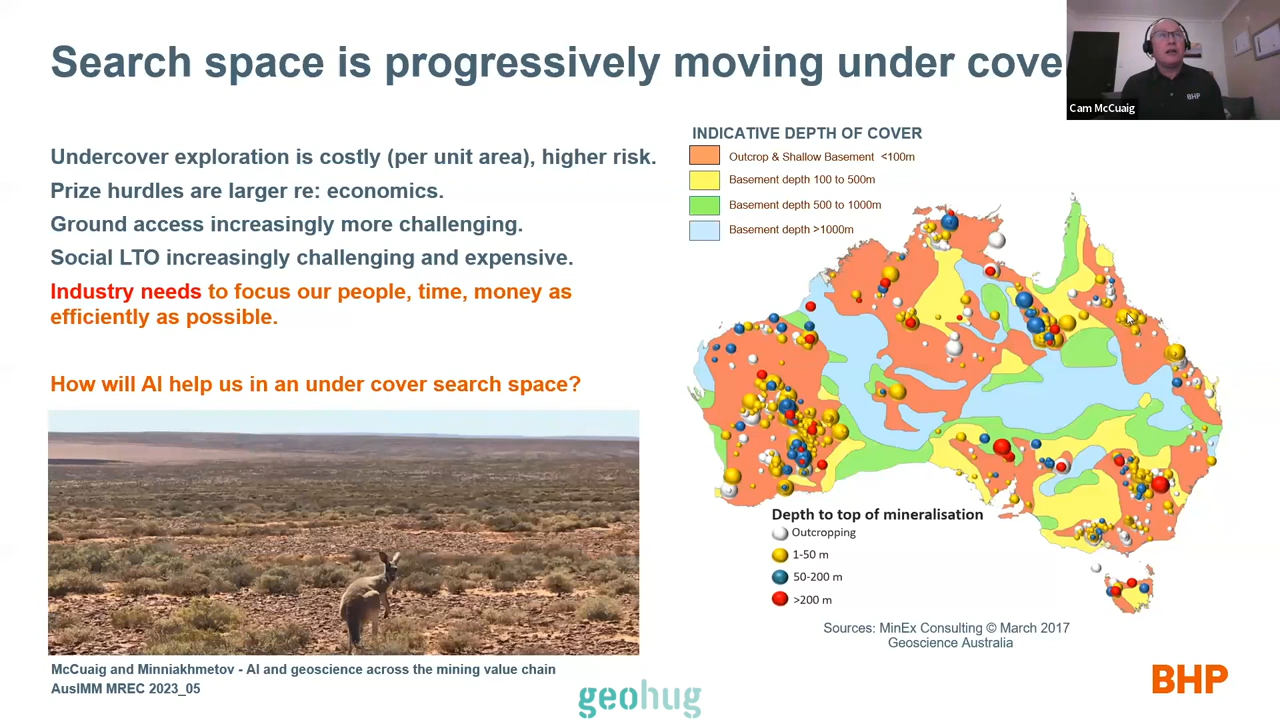 Search space is progressively moving under cove
BHP
Cam McCuaig
Undercover exploration is costly (per unit area), higher risk.
Prize hurdles are larger re: economics.
Ground access increasingly more challenging.
Social LTO increasingly challenging and expensive.
Industry needs to focus our people, time, money as
efficiently as possible.
How will AI help us in an under cover search space?
INDICATIVE DEPTH OF COVER
Outcrop & Shallow Basement <100m
Basement depth 100 to 500m
Basement depth 500 to 1000m
Basement depth >1000m
Depth to top of mineralisation
Outcropping
1-50 m
50-200 m
>200 m
Sources: MinEx Consulting © March 2017
Geoscience Australia
McCuaig and Minniakhmetov - AI and geoscience across the mining value chain
AusIMM MREC 2023_05
geohug
BHP